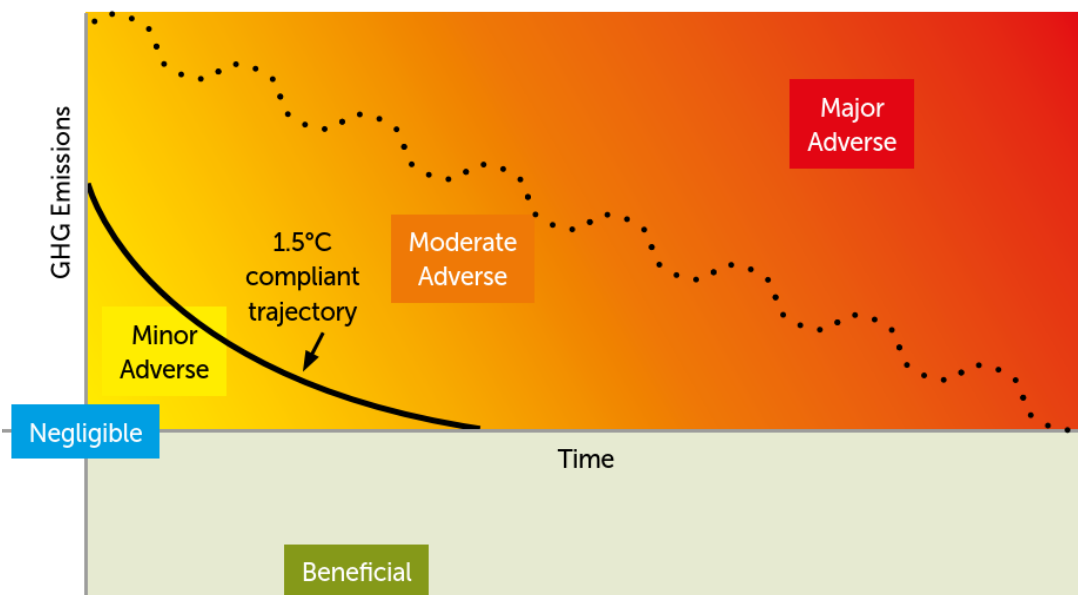 GHG Emissions
Major
Adverse
1.5°C
compliant
trajectory
Moderate
Adverse
Minor
Adverse
Negligible
Time
Beneficial